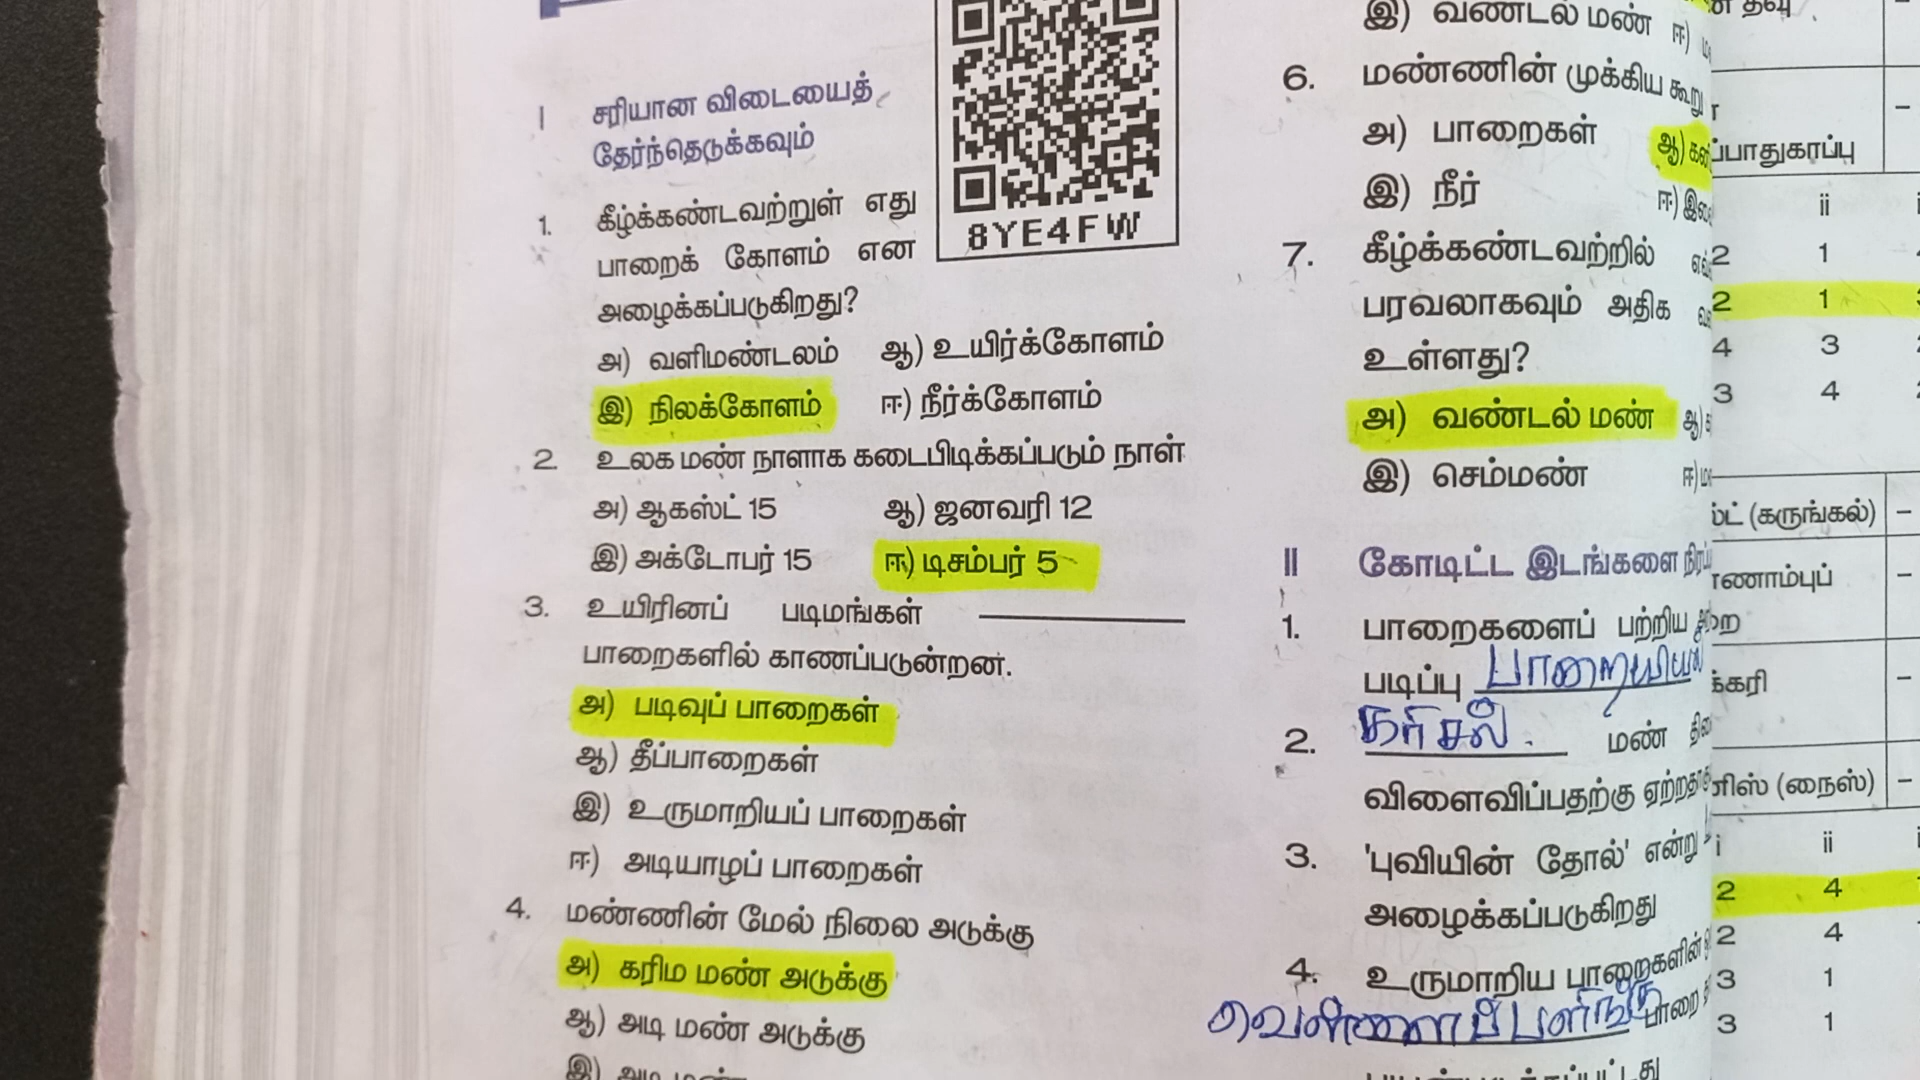 I சரியான விடையைத்
தேர்ந்தெடுக்கவும்
1. கீழ்க்கண்டவற்றுள் எது
பாறைக் கோளம் என
அழைக்கப்படுகிறது?
அ) வளிமண்டலம் ஆ) உயிர்க்கோளம்
இ) நிலக்கோளம் ஈ) நீர்க்கோளம்
2. உலக மண் நாளாக கடைபிடிக்கப்படும் நாள்
அ) ஆகஸ்ட் 15 ஆ) ஜனவரி 12
இ) அக்டோபர் 15 ஈ) டிசம்பர் 5
3. உயிரினப் படிமங்கள்
பாறைகளில் காணப்படுன்றன.
அ) படிவுப் பாறைகள்
ஆ) தீப்பாறைகள்
இ) உருமாறியப் பாறைகள்
ஈ) அடியாழப் பாறைகள்
4. மண்ணின் மேல் நிலை அடுக்கு
அ) கரிம மண் அடுக்கு
ஆ) அடி மண் அடுக்கு
இ)
8YE4FW
இ) வண்டல் மண் ஈ)
6. மண்ணின் முக்கிய கூறு
அ) பாறைகள் ஆ)
இ) நீர் ஈ)
7. கீழ்க்கண்டவற்றில்
பரவலாகவும் அதிக
உள்ளது?
அ) வண்டல் மண் ஆ)
இ) செம்மண் ஈ)
II கோடிட்ட இடங்களை
1. பாறைகளைப் பற்றிய
படிப்பு பாறையியல்
2. கரிசல் மண்
விளைவிப்பதற்கு
3. 'புவியின் தோல்' என்று
அழைக்கப்படுகிறது
4. உருமாறிய பாறைகளின்
வெள்ளைப் பளிங்கு பாறை
ப்பாதுகாப்பு
ii
2 1
2 1
4 3
3 4
(கருங்கல்)
(நைஸ்)
i ii
2 4
2 4
3 1
3 1